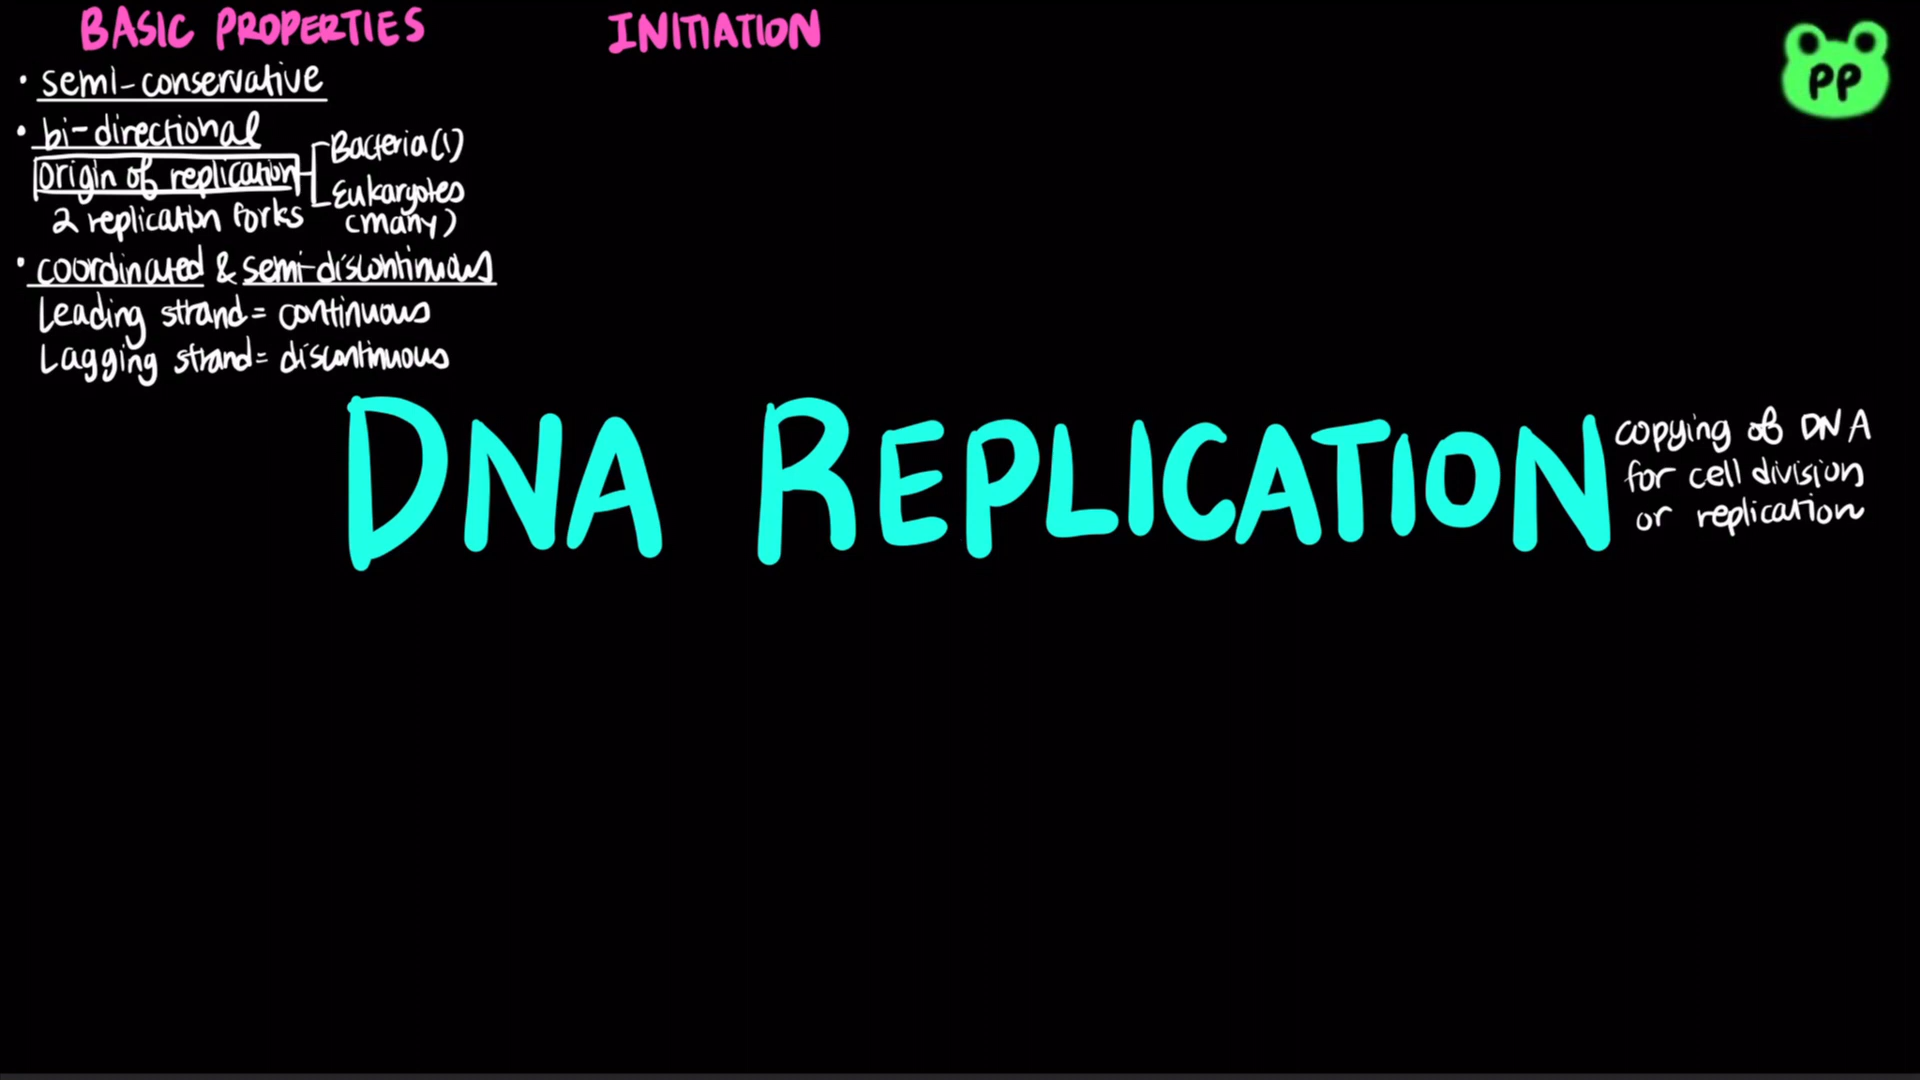 BASIC PROPERTIES
• semi-conservative
• bi-directional
Origin of replication
Bacteria (1)
Eukaryotes
(many)
2 replication forks
• coordinated & semi-discontinuous
Leading strand = continuous
Lagging strand = discontinuous
INITIATION
PP
DNA REPLICATION
copying of DNA
for cell division
or replication